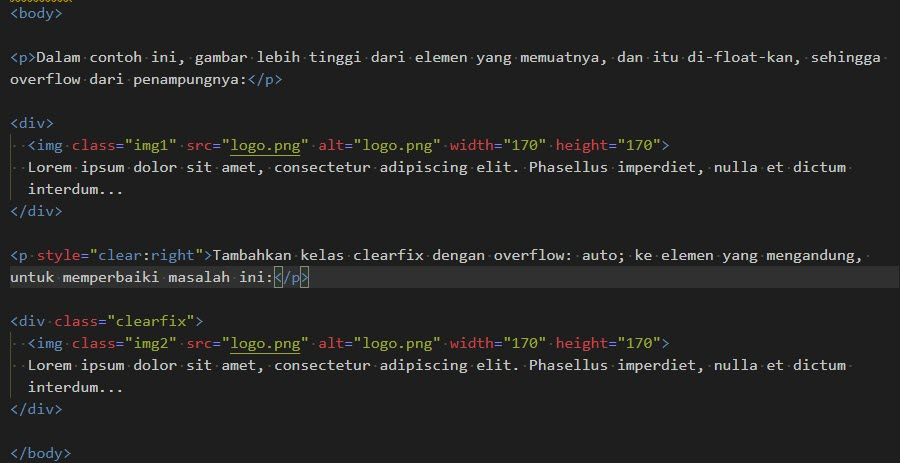 <body>
<p>Dalam contoh ini, gambar lebih tinggi dari elemen yang memuatnya, dan itu di-float-kan, sehingga
overflow dari penampungnya:</p>
<div>
<img class="img1" src="logo.png" alt="logo.png" width="170" height="170">
Lorem ipsum dolor sit amet, consectetur adipiscing elit. Phasellus imperdiet, nulla et dictum
interdum...
</div>
<p style="clear:right">Tambahkan kelas clearfix dengan overflow: auto; ke elemen yang mengandung,
untuk memperbaiki masalah ini:</p>
<div class="clearfix">
<img class="img2" src="logo.png" alt="logo.png" width="170" height="170">
Lorem ipsum dolor sit amet, consectetur adipiscing elit. Phasellus imperdiet, nulla et dictum
interdum...
</div>
</body>